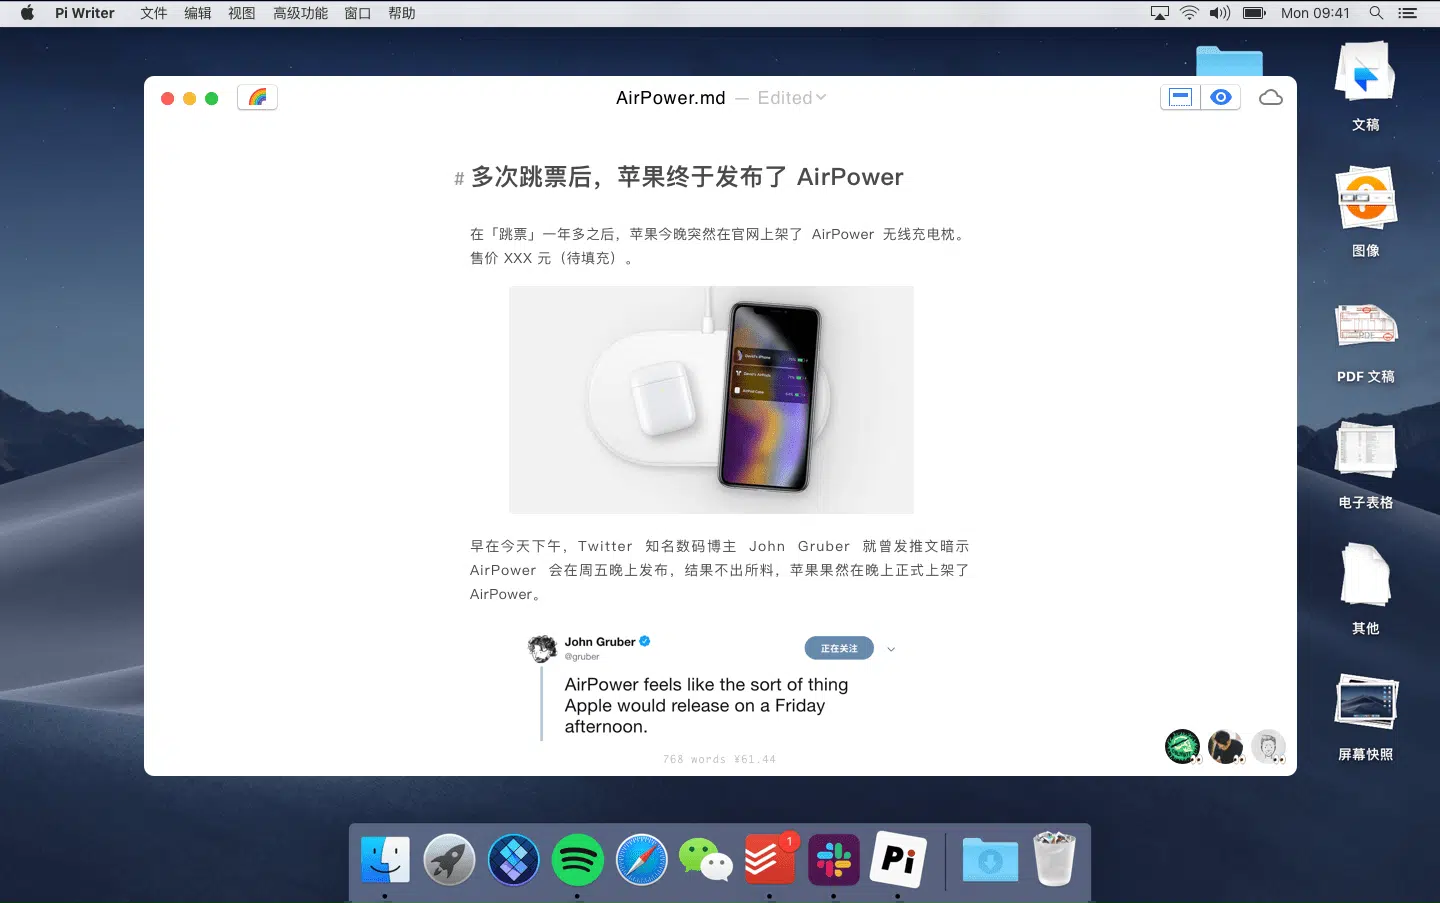 Pi Writer 文件 编辑 视图 高级功能 窗口 帮助 Mon 09:41
AirPower.md — Edited
# 多次跳票后，苹果终于发布了 AirPower
在「跳票」一年多之后，苹果今晚突然在官网上架了 AirPower 无线充电枕。
售价 XXX 元（待填充）。
早在今天下午，Twitter 知名数码博主 John Gruber 就曾发推文暗示
AirPower 会在周五晚上发布，结果不出所料，苹果果然在晚上正式上架了
AirPower。
John Gruber
@gruber
正在关注
AirPower feels like the sort of thing
Apple would release on a Friday
afternoon.
768 words ¥61.44
文稿
图像
PDF
PDF 文稿
电子表格
其他
屏幕快照
1
Pi